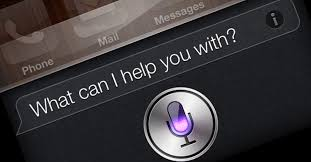 Phone
Mail
Messages
What can I help you with?
i